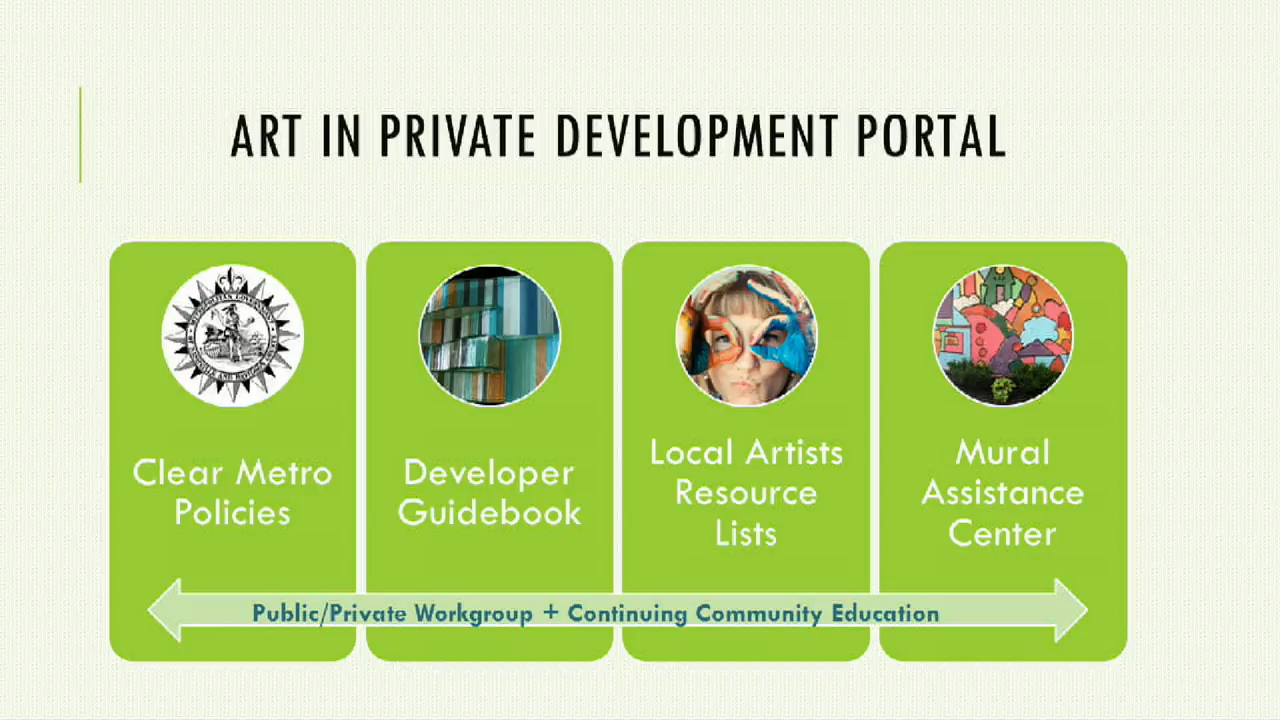 ART IN PRIVATE DEVELOPMENT PORTAL
Clear Metro
Policies
Developer
Guidebook
Local Artists
Resource
Lists
Mural
Assistance
Center
Public/Private Workgroup + Continuing Community Education